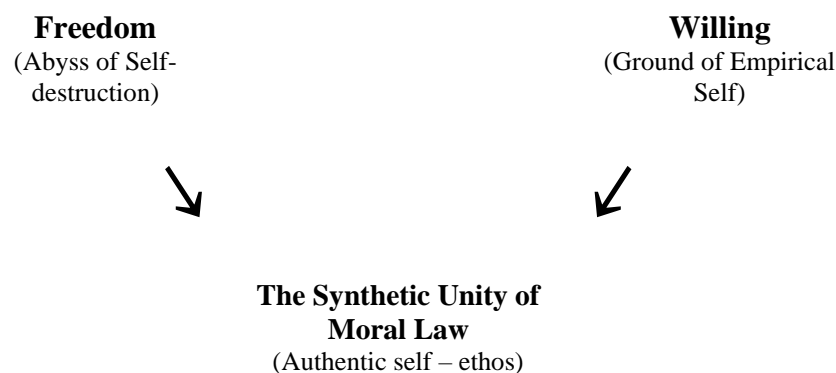 Freedom
(Abyss of Self-
destruction)
Willing
(Ground of Empirical
Self)
The Synthetic Unity of
Moral Law
(Authentic self – ethos)